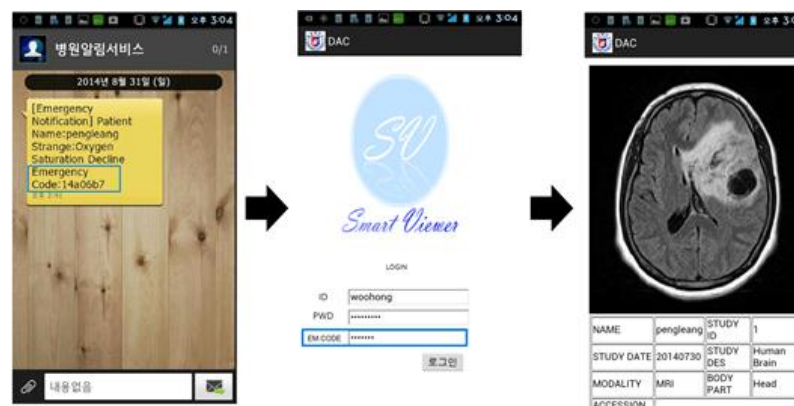 오후 3:04
병원알림서비스 0/1
2014년 8월 31일 (일)
[Emergency
Notification] Patient
Name:pengleang
Strange:Oxygen
Saturation Decline
Emergency
Code:14a06b7
내용없음
오후 3:04
DAC
SV
Smart Viewer
LOGIN
ID woohong
PWD •••••••••
EM.CODE •••••••
로그인
오후 3:04
DAC
NAME pengleang STUDY ID 1
STUDY DATE 20140730 STUDY DES Human Brain
MODALITY MRI BODY PART Head
ACCESSION